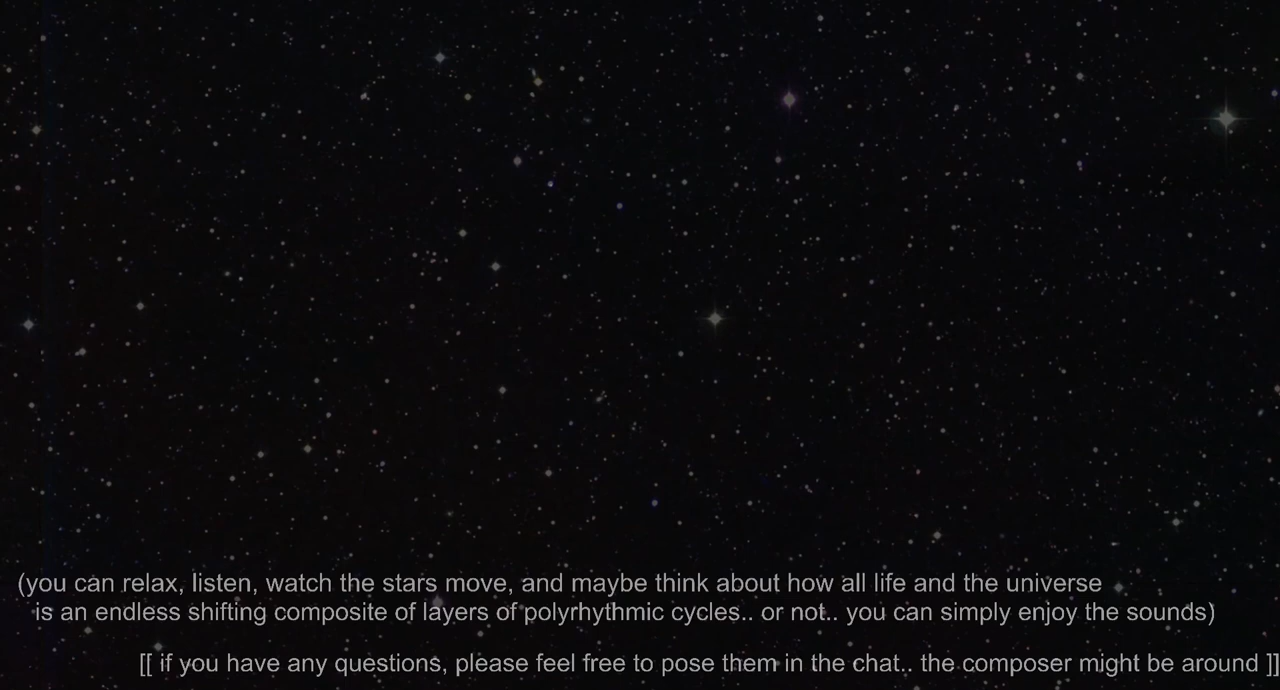 (you can relax, listen, watch the stars move, and maybe think about how all life and the universe
is an endless shifting composite of layers of polyrhythmic cycles.. or not.. you can simply enjoy the sounds)
[[ if you have any questions, please feel free to pose them in the chat.. the composer might be around ]]